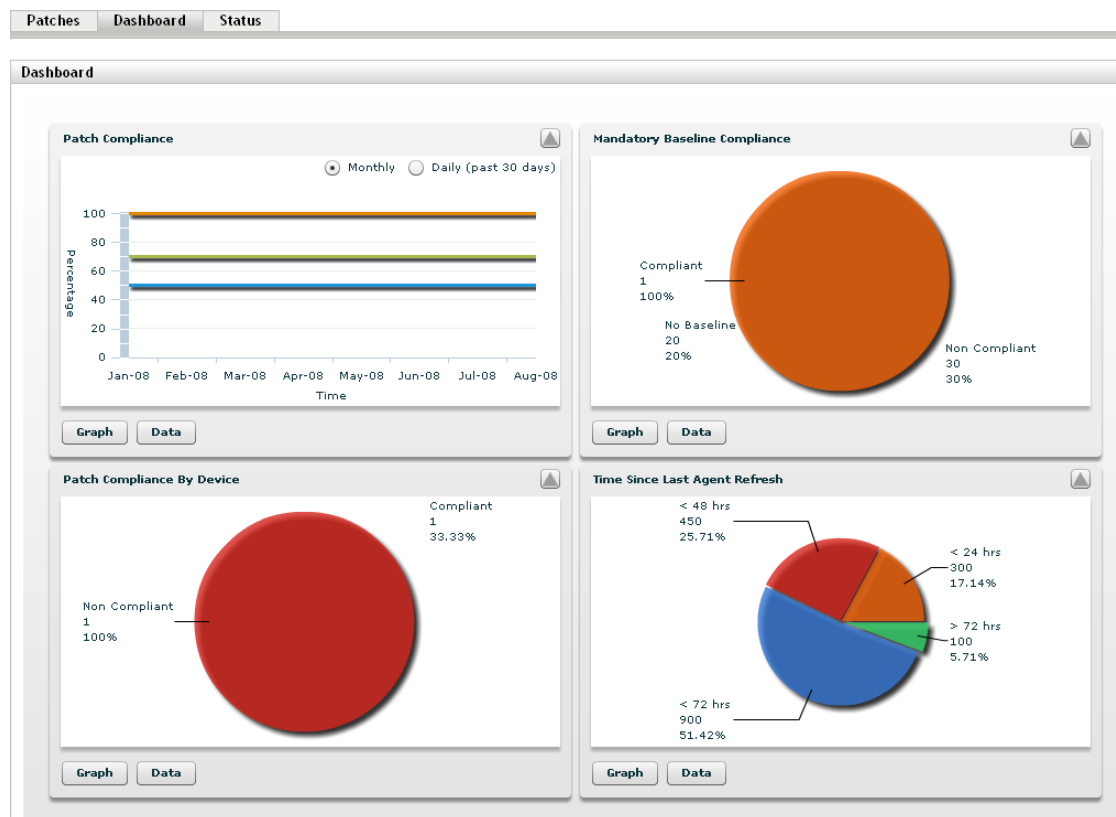 Patches
Dashboard
Status
Dashboard
Patch Compliance
Monthly
Daily (past 30 days)
100
80
60
40
20
0
Percentage
Jan-08 Feb-08 Mar-08 Apr-08 May-08 Jun-08 Jul-08 Aug-08
Time
Graph
Data
Mandatory Baseline Compliance
Compliant
1
100%
No Baseline
20
20%
Non Compliant
30
30%
Graph
Data
Patch Compliance By Device
Compliant
1
33.33%
Non Compliant
1
100%
Graph
Data
Time Since Last Agent Refresh
< 48 hrs
450
25.71%
< 24 hrs
300
17.14%
> 72 hrs
100
5.71%
< 72 hrs
900
51.42%
Graph
Data